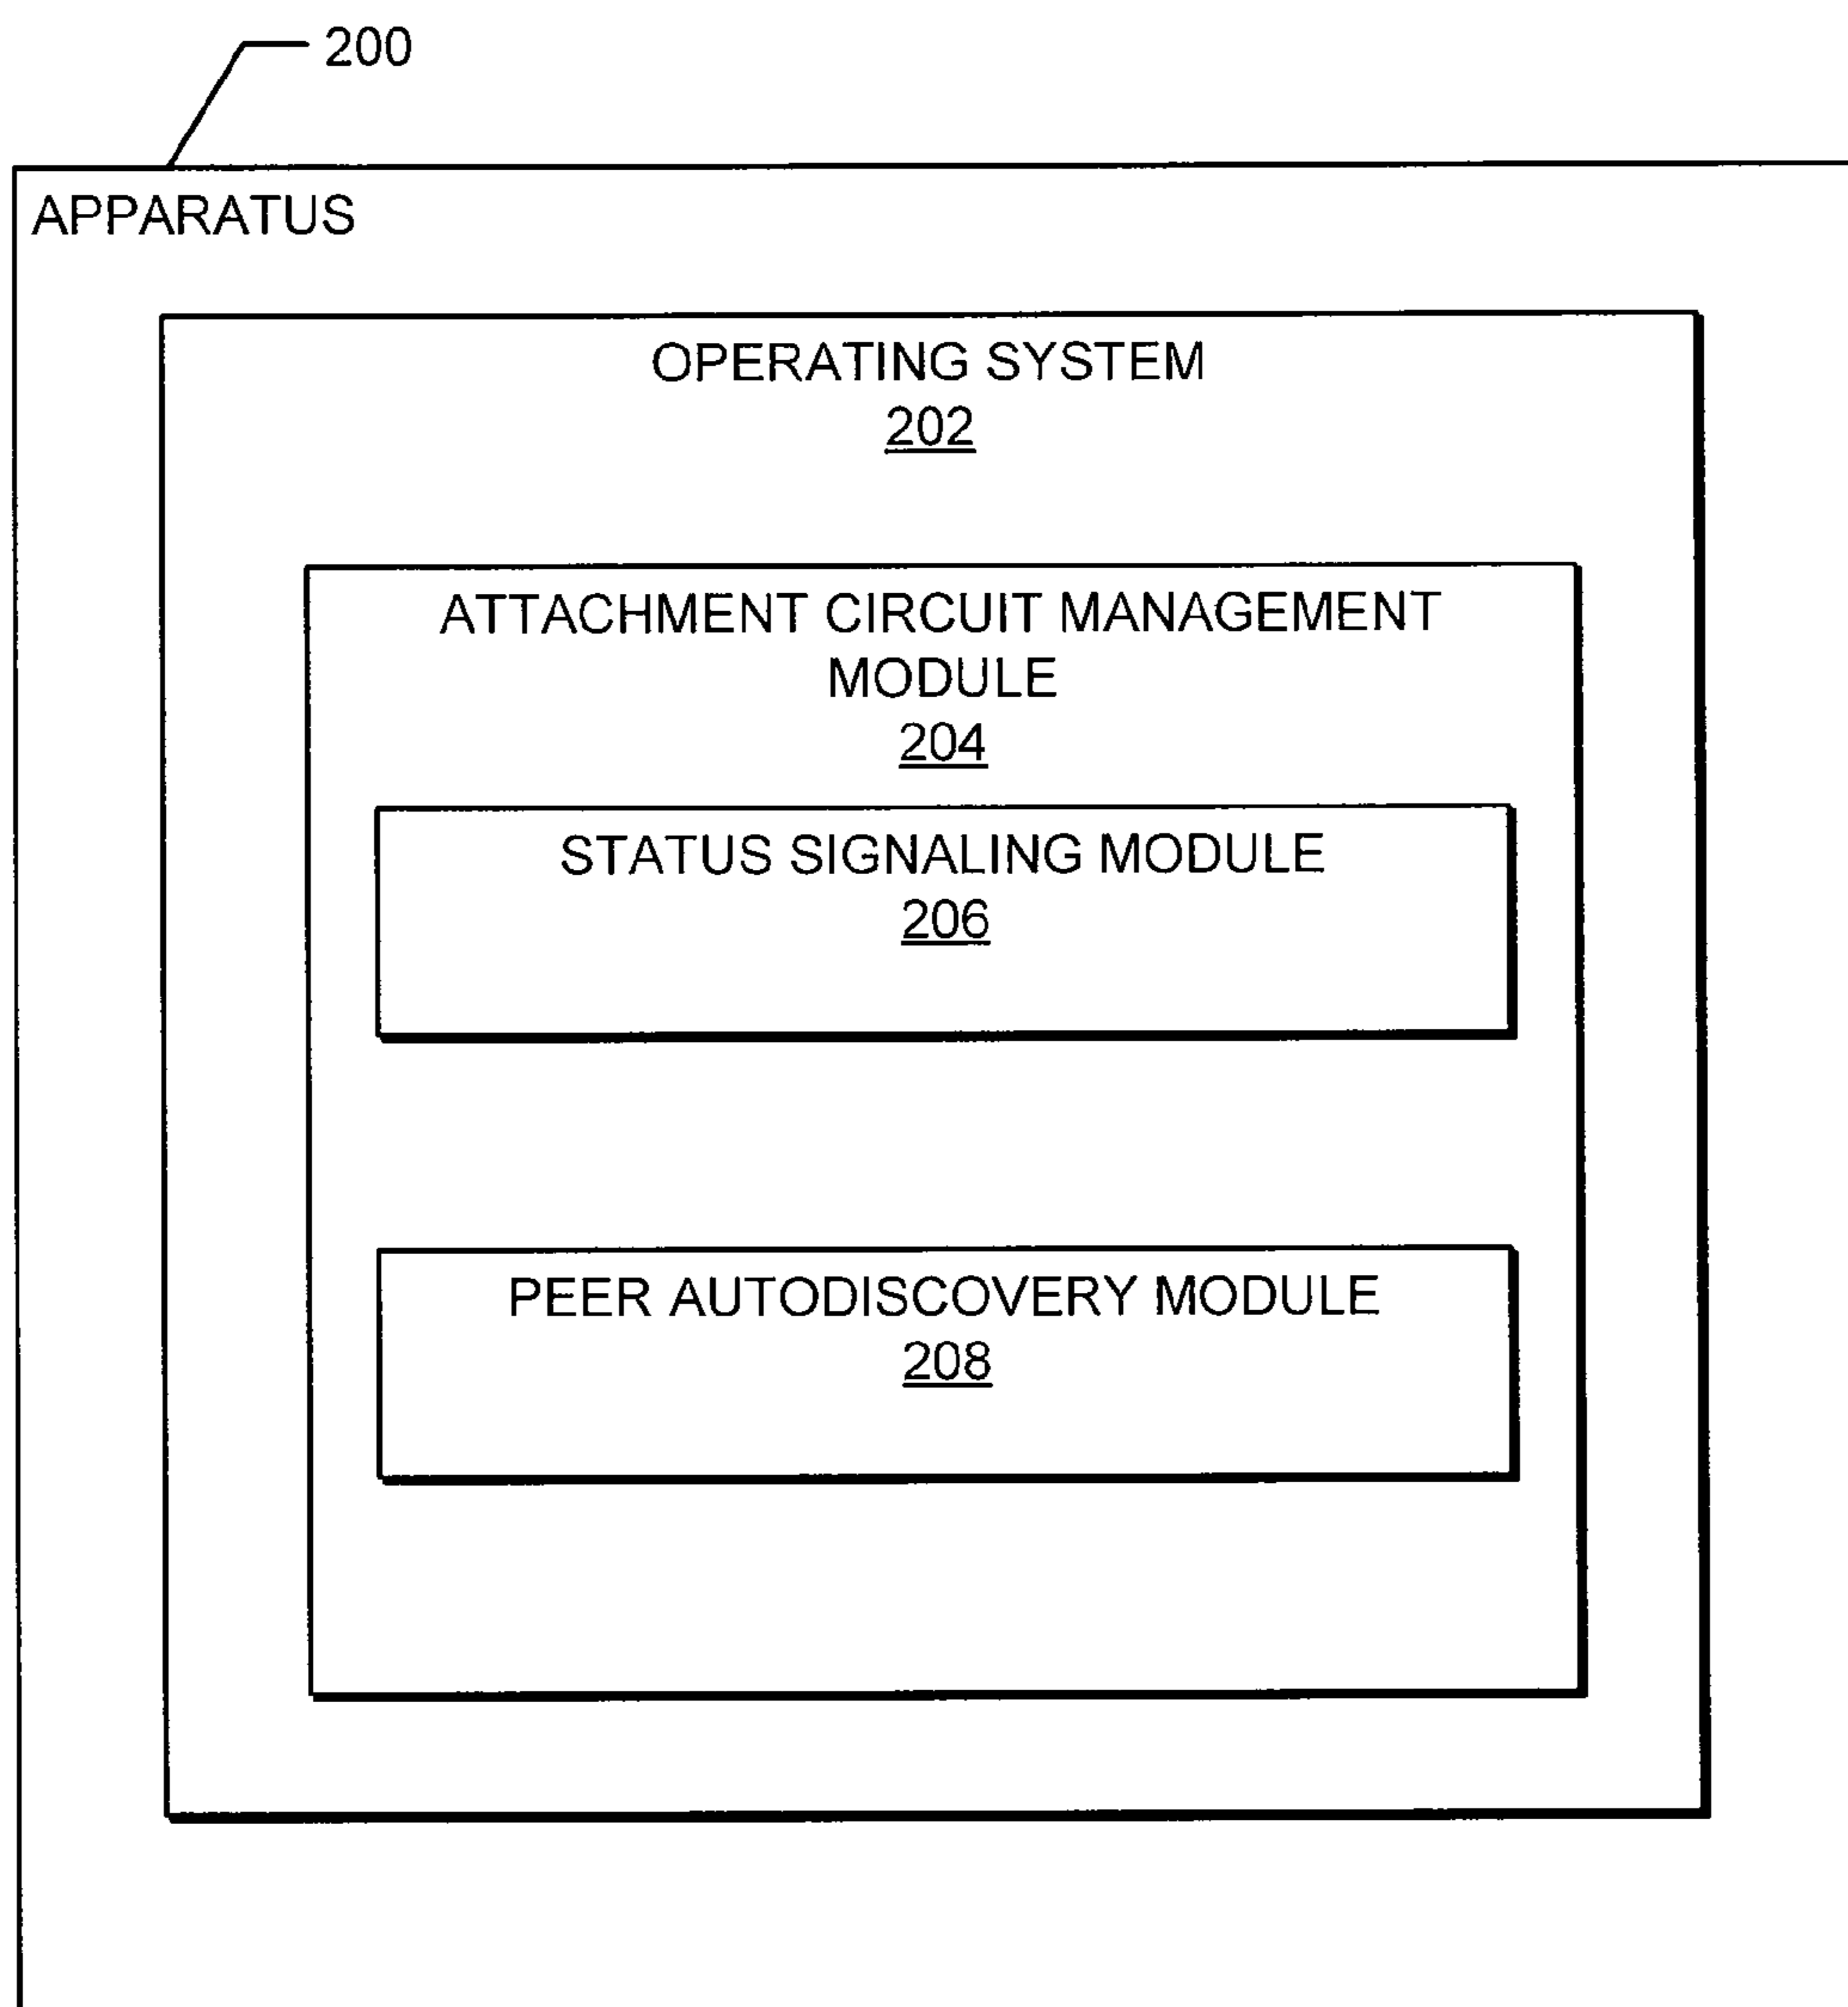 200
APPARATUS
OPERATING SYSTEM
202
ATTACHMENT CIRCUIT MANAGEMENT
MODULE
204
STATUS SIGNALING MODULE
206
PEER AUTODISCOVERY MODULE
208